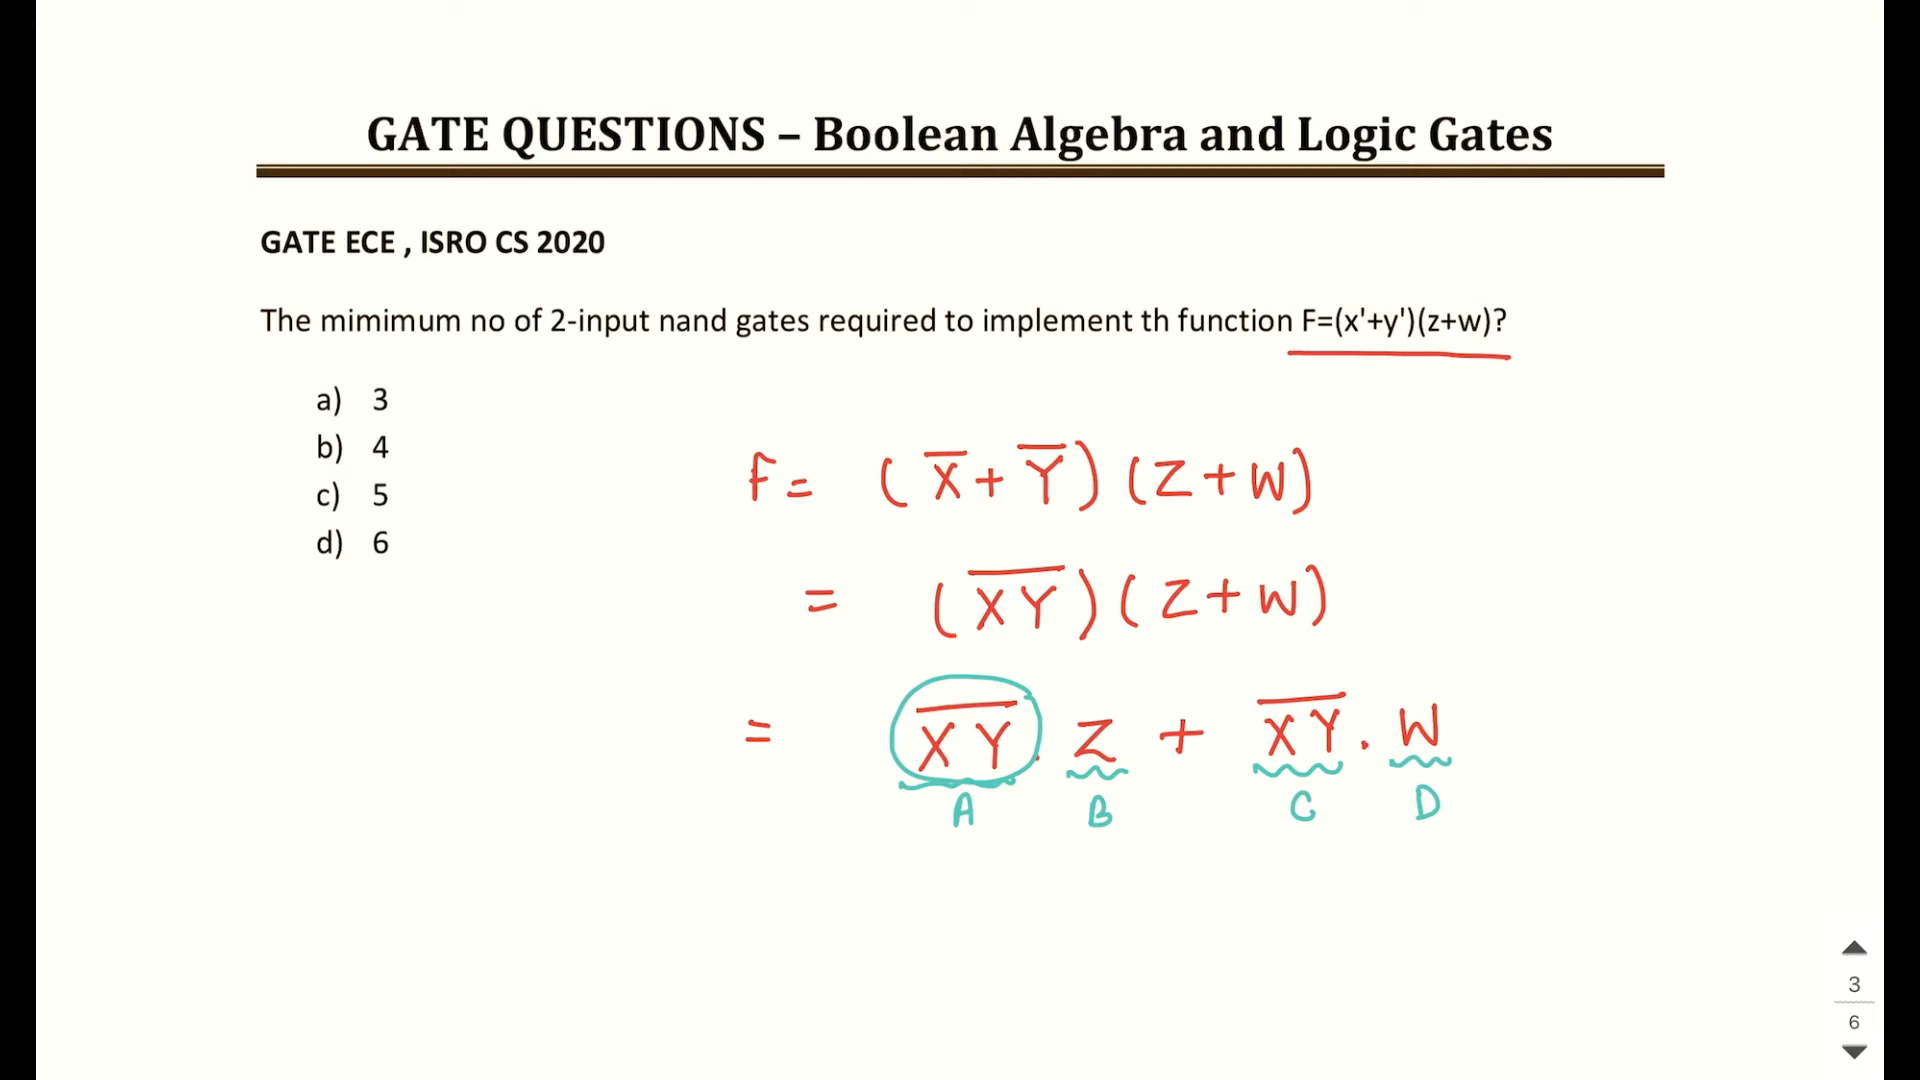 GATE QUESTIONS – Boolean Algebra and Logic Gates
GATE ECE , ISRO CS 2020
The mimimum no of 2-input nand gates required to implement th function F=(x'+y')(z+w)?
a) 3
b) 4
c) 5
d) 6
F = (X̅ + Y̅) (Z + W)
= (X̅Y̅) (Z + W)
= X̅Y̅ . Z + X̅Y̅ . W
A B C D
3
6